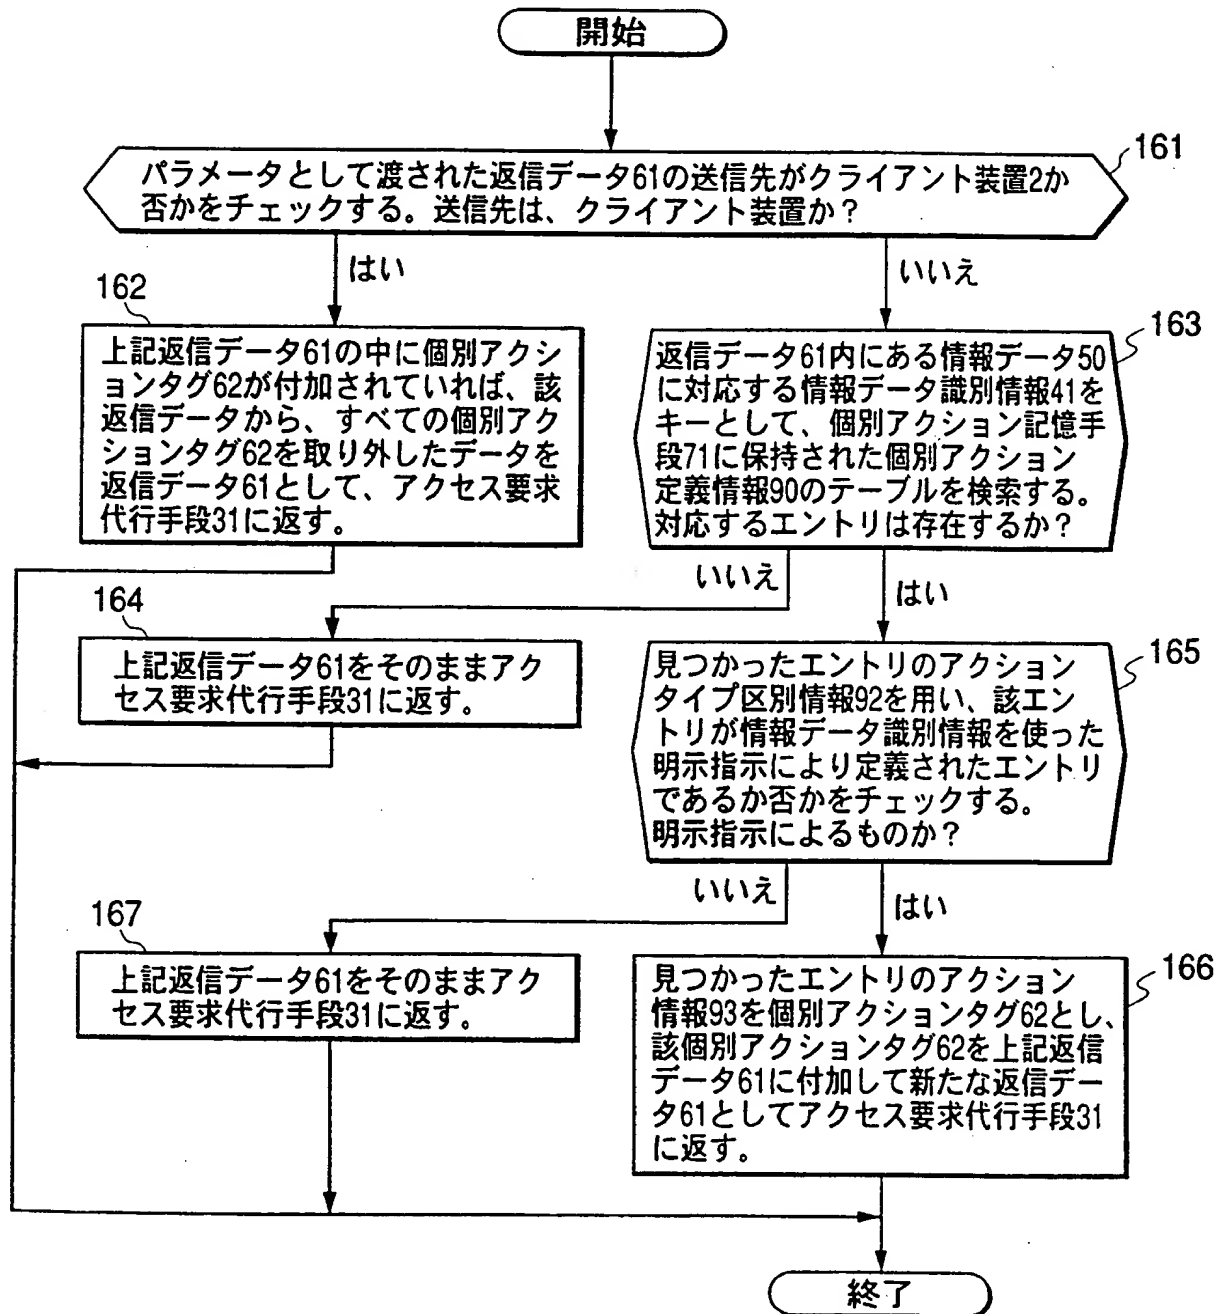 開始
161
パラメータとして渡された返信データ61の送信先がクライアント装置2か
否かをチェックする。送信先は、クライアント装置か？
はい
いいえ
162
上記返信データ61の中に個別アクシ
ョンタグ62が付加されていれば、該
返信データから、すべての個別アク
ションタグ62を取り外したデータを
返信データ61として、アクセス要求
代行手段31に返す。
163
返信データ61内にある情報データ50
に対応する情報データ識別情報41を
キーとして、個別アクション記憶手
段71に保持された個別アクション
定義情報90のテーブルを検索する。
対応するエントリは存在するか？
いいえ
はい
164
上記返信データ61をそのままアク
セス要求代行手段31に返す。
165
見つかったエントリのアクション
タイプ区別情報92を用い、該エン
トリが情報データ識別情報を使った
明示指示により定義されたエントリ
であるか否かをチェックする。
明示指示によるものか？
いいえ
はい
167
上記返信データ61をそのままアク
セス要求代行手段31に返す。
166
見つかったエントリのアクション
情報93を個別アクションタグ62とし、
該個別アクションタグ62を上記返信
データ61に付加して新たな返信デー
タ61としてアクセス要求代行手段31
に返す。
終了